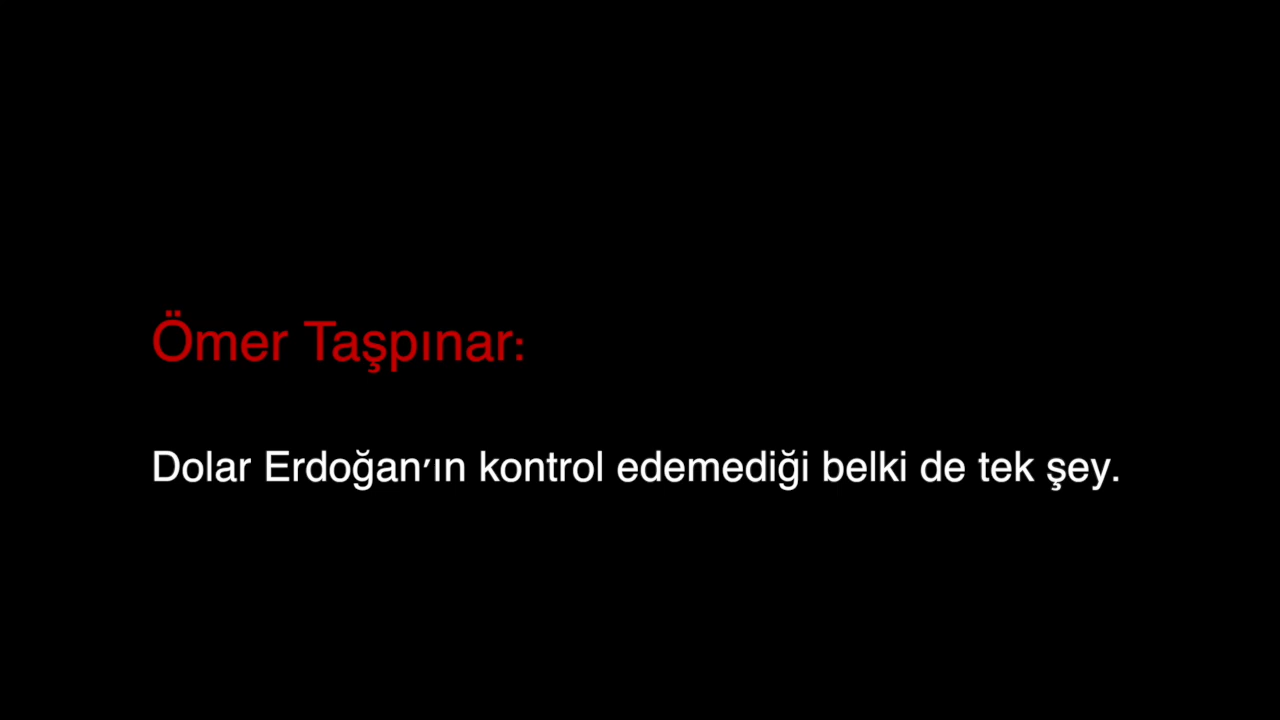 Ömer Taşpınar:
Dolar Erdoğan'ın kontrol edemediği belki de tek şey.